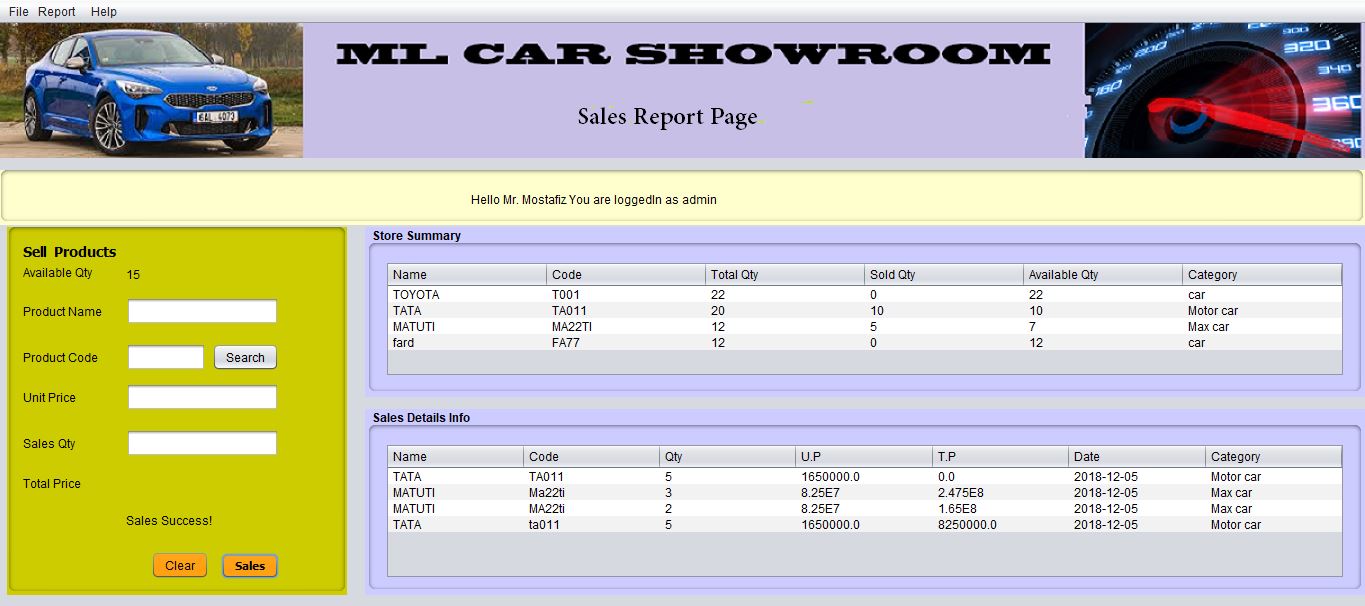 File Report Help
ML CAR SHOWROOM
Sales Report Page
6AL 4073
160
200
300
320
340
360
390
Hello Mr. Mostafiz You are loggedIn as admin
Sell Products
Available Qty 15
Product Name
Product Code Search
Unit Price
Sales Qty
Total Price
Sales Success!
Clear Sales
Store Summary
Name Code Total Qty Sold Qty Available Qty Category
TOYOTA T001 22 0 22 car
TATA TA011 20 10 10 Motor car
MATUTI MA22TI 12 5 7 Max car
fard FA77 12 0 12 car
Sales Details Info
Name Code Qty U.P T.P Date Category
TATA TA011 5 1650000.0 0.0 2018-12-05 Motor car
MATUTI Ma22ti 3 8.25E7 2.475E8 2018-12-05 Max car
MATUTI MA22ti 2 8.25E7 1.65E8 2018-12-05 Max car
TATA ta011 5 1650000.0 8250000.0 2018-12-05 Motor car